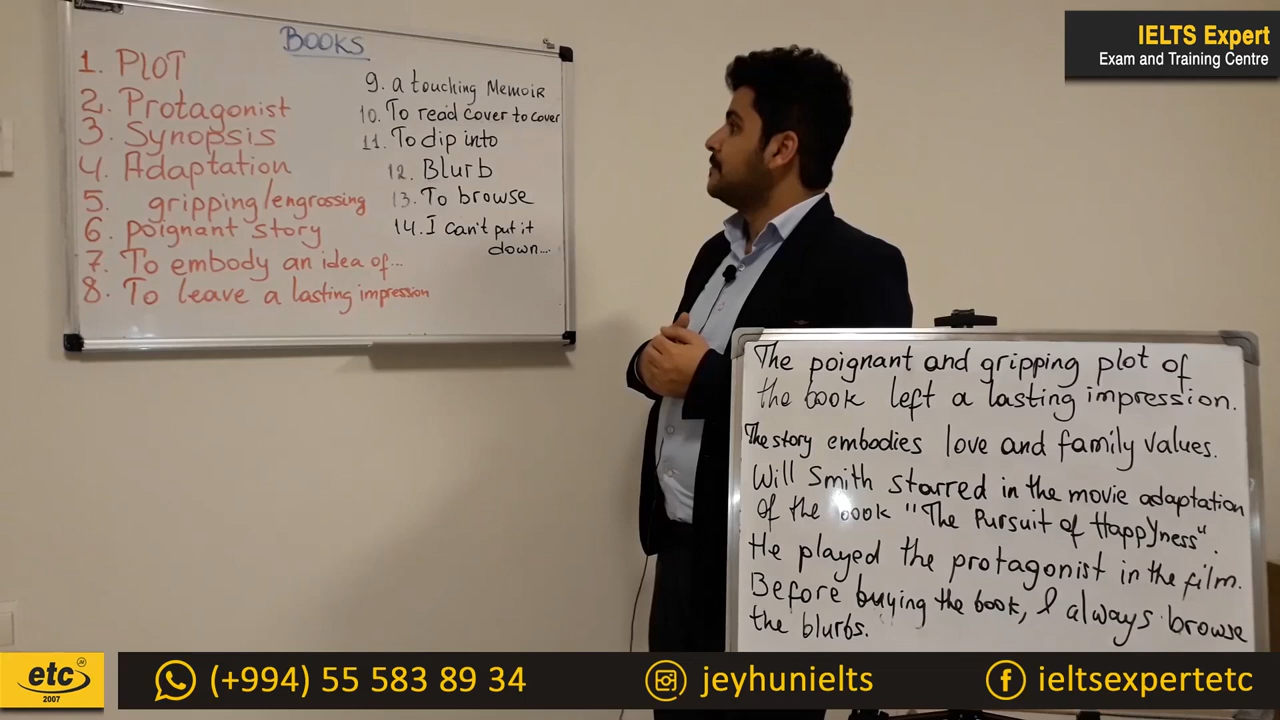 BOOKS
1. PLOT
2. Protagonist
3. Synopsis
4. Adaptation
5. gripping/engrossing
6. poignant story
7. To embody an idea of...
8. To leave a lasting impression
9. a touching Memoir
10. To read cover to cover
11. To dip into
12. Blurb
13. To browse
14. I can't put it
down...
IELTS Expert
Exam and Training Centre
The poignant and gripping plot of
the book left a lasting impression.
The story embodies love and family values.
Will Smith starred in the movie adaptation
of the book "The Pursuit of Happyness".
He played the protagonist in the film.
Before buying the book, I always browse
the blurbs.
etc
2007
(+994) 55 583 89 34
jeyhunielts
ieltsexpertetc